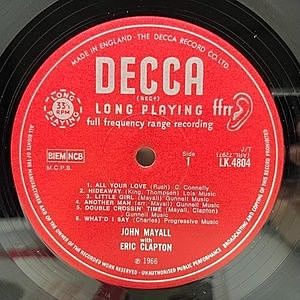 MADE IN ENGLAND · THE DECCA RECORD CO. LTD.
LONG PLAYING
33⅓ RPM
LONG PLAYING
DECCA
LONG PLAYING ffrr
full frequency range recording
BIEM NCB
M.C.P.S.
Side
1
LK.4804
1. ALL YOUR LOVE (Rush) C. Connelly
2. HIDEAWAY (King, Thompson) Lois Music
3. LITTLE GIRL (Mayall) Gunnell Music
4. ANOTHER MAN (arr. Mayall) Gunnell Music
5. DOUBLE CROSSIN' TIME (Mayall, Clapton)
Gunnell Music
6. WHAT'D I SAY (Charles) Progressive Music
JOHN MAYALL
with
ERIC CLAPTON
℗ 1966